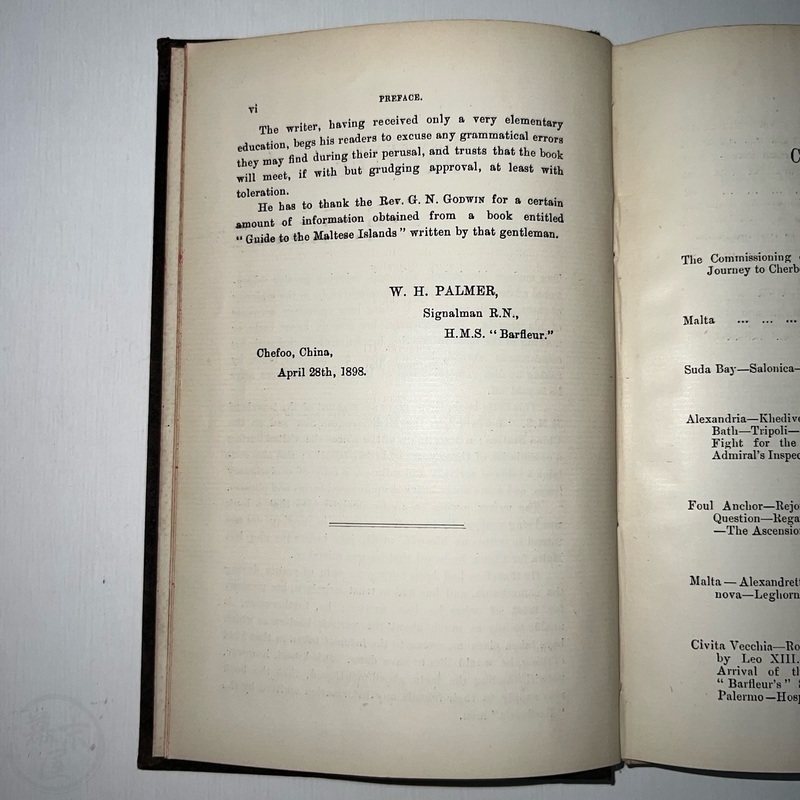 vi
PREFACE.
The writer, having received only a very elementary
education, begs his readers to excuse any grammatical errors
they may find during their perusal, and trusts that the book
will meet, if with but grudging approval, at least with
toleration.
He has to thank the Rev. G. N. GODWIN for a certain
amount of information obtained from a book entitled
“Guide to the Maltese Islands” written by that gentleman.
W. H. PALMER,
Signalman R.N.,
H.M.S. “Barfleur.”
Chefoo, China,
April 28th, 1898.
C
The Commissioning
Journey to Cherb
Malta ... ... ...
Suda Bay—Salonica—
Alexandria—Khedive
Bath—Tripoli—
Fight for the
Admiral's Inspec
Foul Anchor—Rejo
Question—Rega
—The Ascensio
Malta—Alexandret
nova—Leghorn
Civita Vecchia—Ro
by Leo XIII.
Arrival of th
“Barfleur's”
Palermo—Hosp